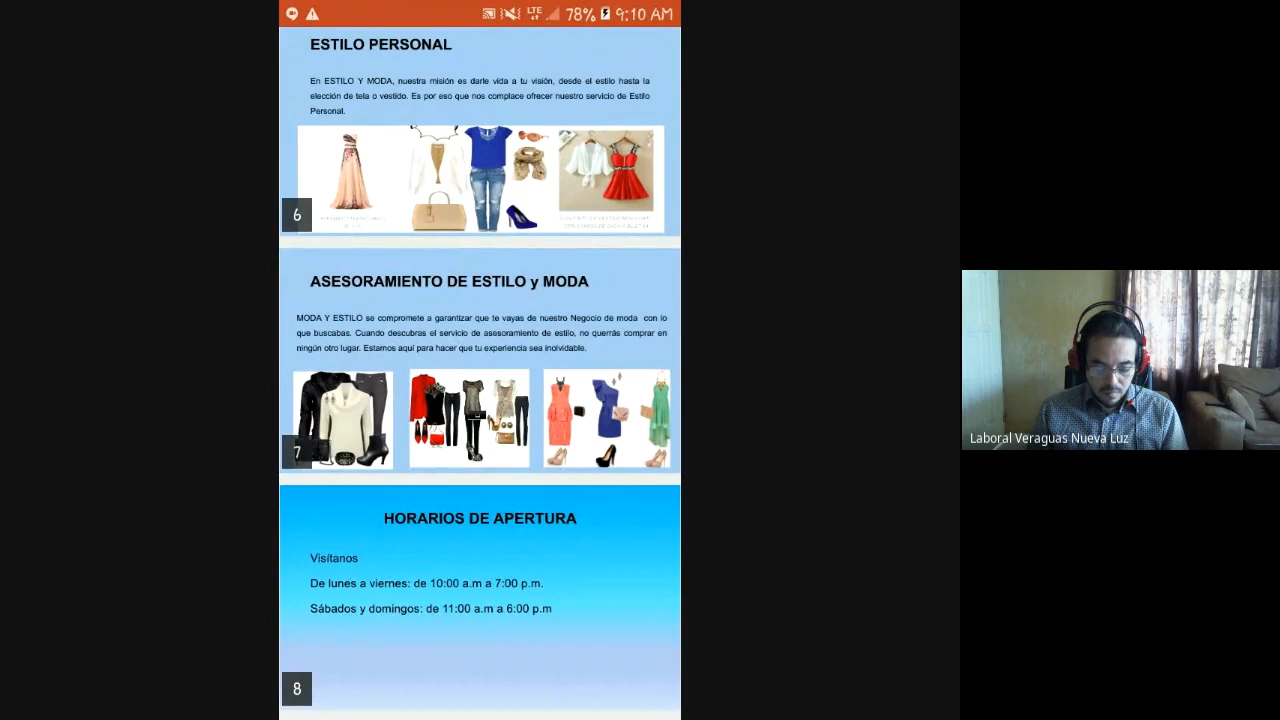 LTE 78% 9:10 AM
ESTILO PERSONAL
En ESTILO Y MODA, nuestra misión es darle vida a tu visión, desde el estilo hasta la
elección de tela o vestido. Es por eso que nos complace ofrecer nuestro servicio de Estilo
Personal.
6
ASESORAMIENTO DE ESTILO y MODA
MODA Y ESTILO se compromete a garantizar que te vayas de nuestro Negocio de moda con lo
que buscabas. Cuando descubras el servicio de asesoramiento de estilo, no querrás comprar en
ningún otro lugar. Estamos aquí para hacer que tu experiencia sea inolvidable.
7
HORARIOS DE APERTURA
Visítanos
De lunes a viernes: de 10:00 a.m a 7:00 p.m.
Sábados y domingos: de 11:00 a.m a 6:00 p.m
8
Laboral Veraguas Nueva Luz